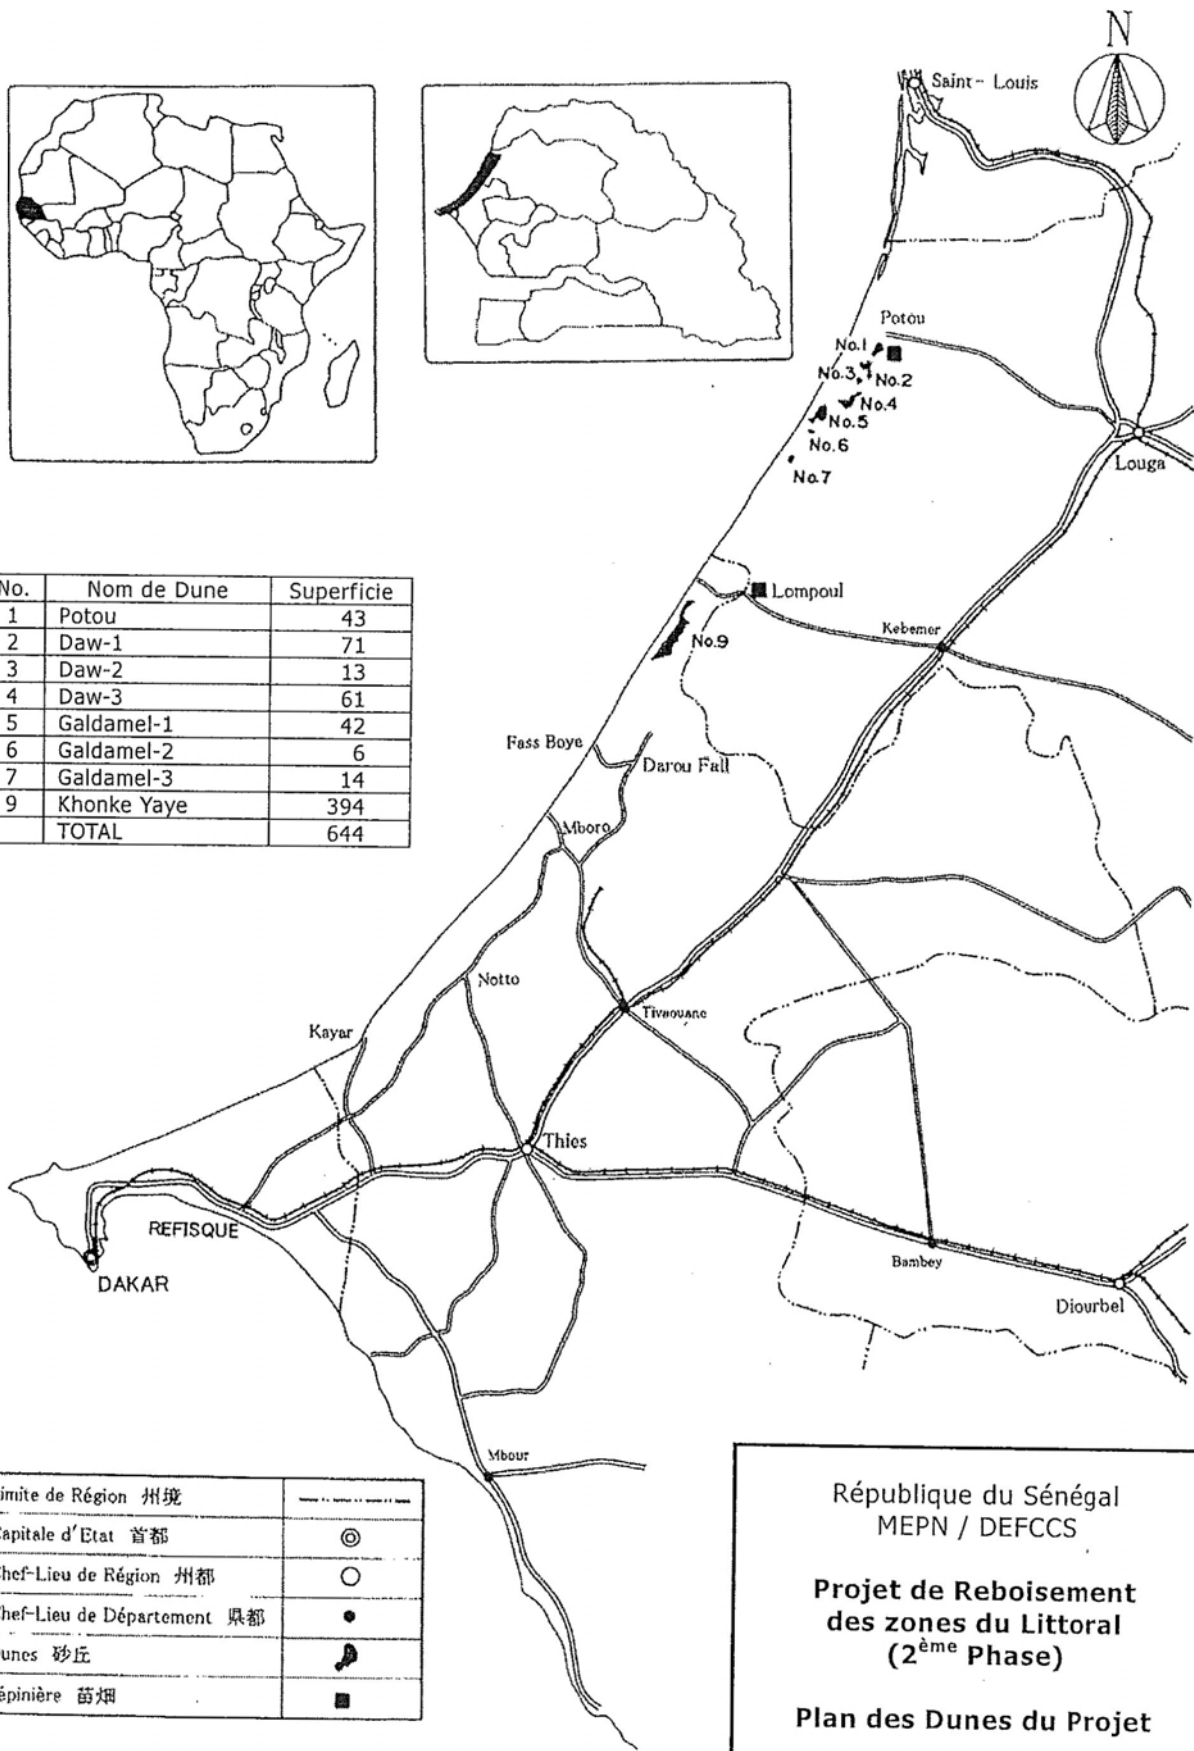 N
Saint- Louis
Potou
No.1
No.3
No.2
No.4
No.5
No.6
No.7
Louga
No. Nom de Dune Superficie
1 Potou 43
2 Daw-1 71
3 Daw-2 13
4 Daw-3 61
5 Galdamel-1 42
6 Galdamel-2 6
7 Galdamel-3 14
9 Khonke Yaye 394
TOTAL 644
Lompoul
Kebemer
No.9
Fass Boye
Darou Fall
Mboro
Notto
Tivaouane
Kayar
Thies
REFISQUE
DAKAR
Bambey
Diourbel
Mbour
imite de Région 州境
apitale d'Etat 首都
hef-Lieu de Région 州都
hef-Lieu de Département 県都
unes 砂丘
épinière 苗畑
République du Sénégal
MEPN / DEFCCS
Projet de Reboisement
des zones du Littoral
(2ème Phase)
Plan des Dunes du Projet